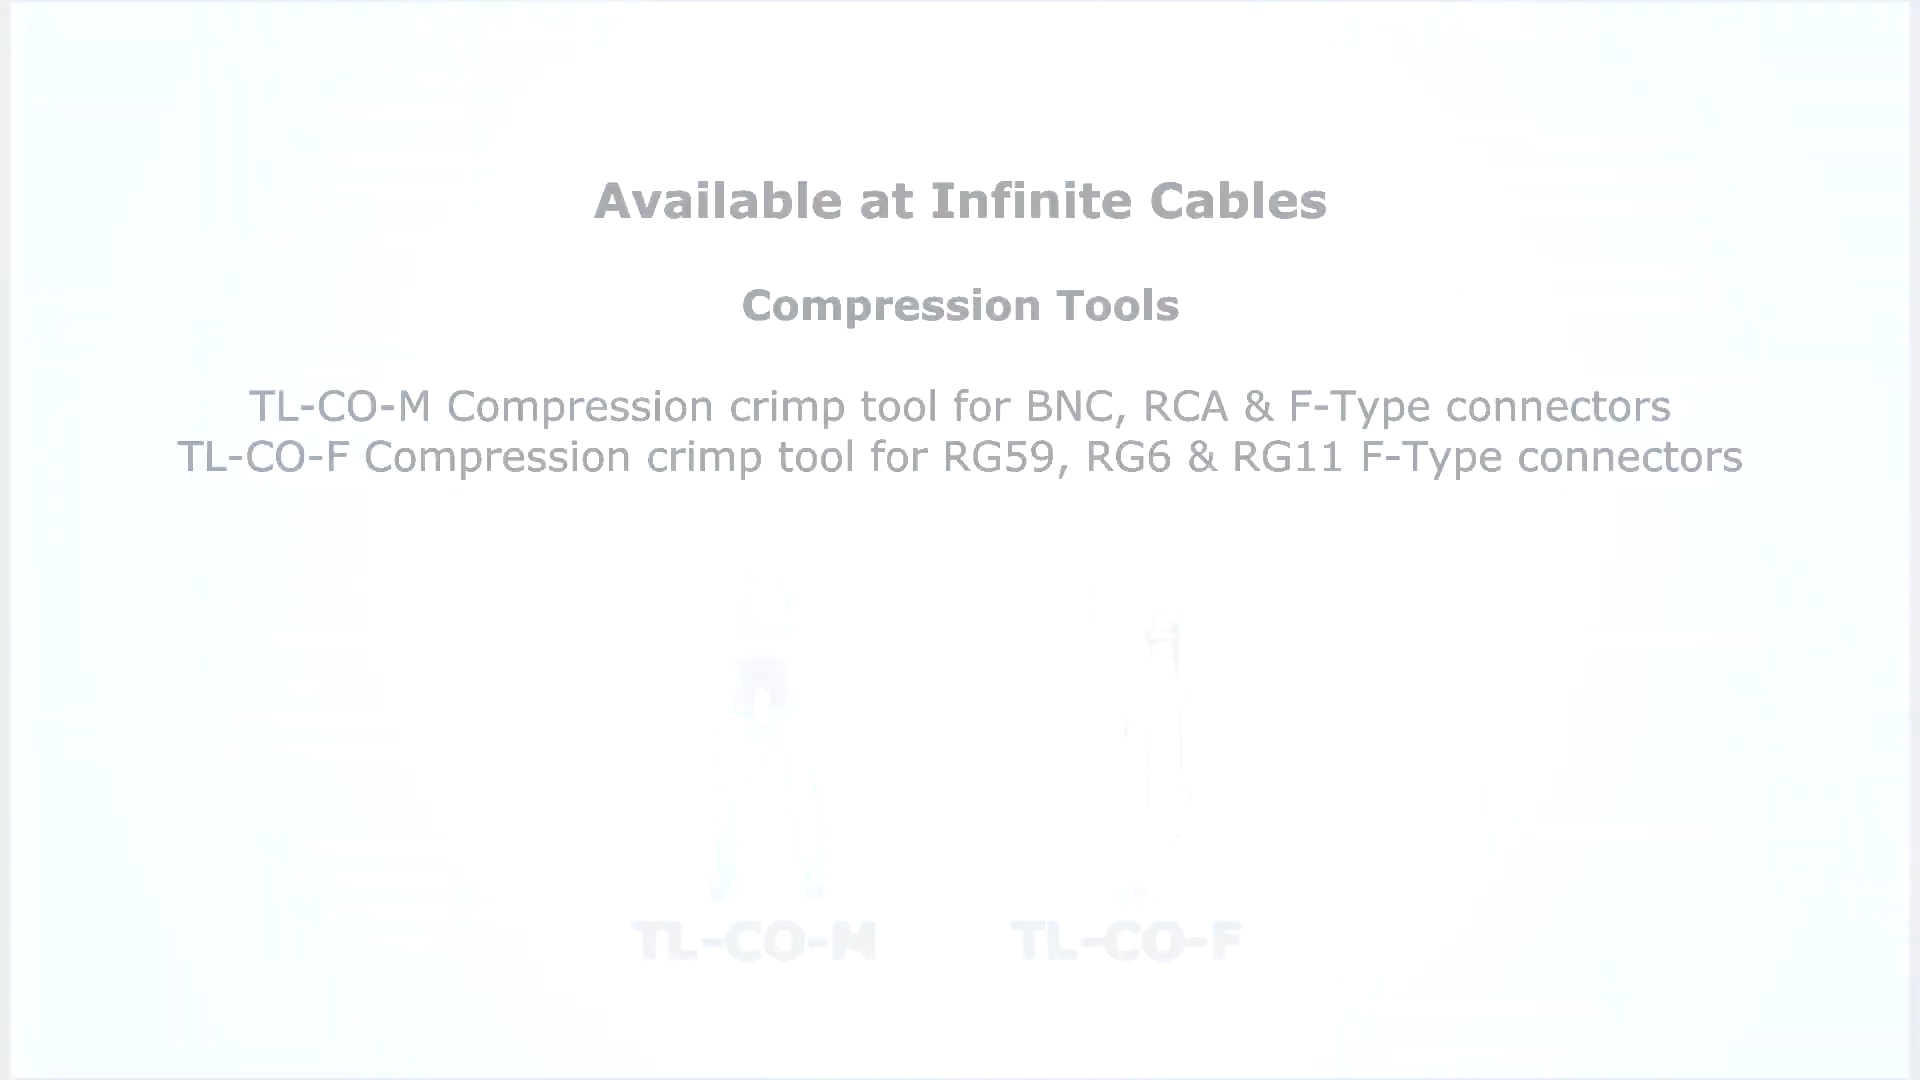 Available at Infinite Cables
Compression Tools
TL-CO-M Compression crimp tool for BNC, RCA & F-Type connectors
TL-CO-F Compression crimp tool for RG59, RG6 & RG11 F-Type connectors
TL-CO-M TL-CO-F